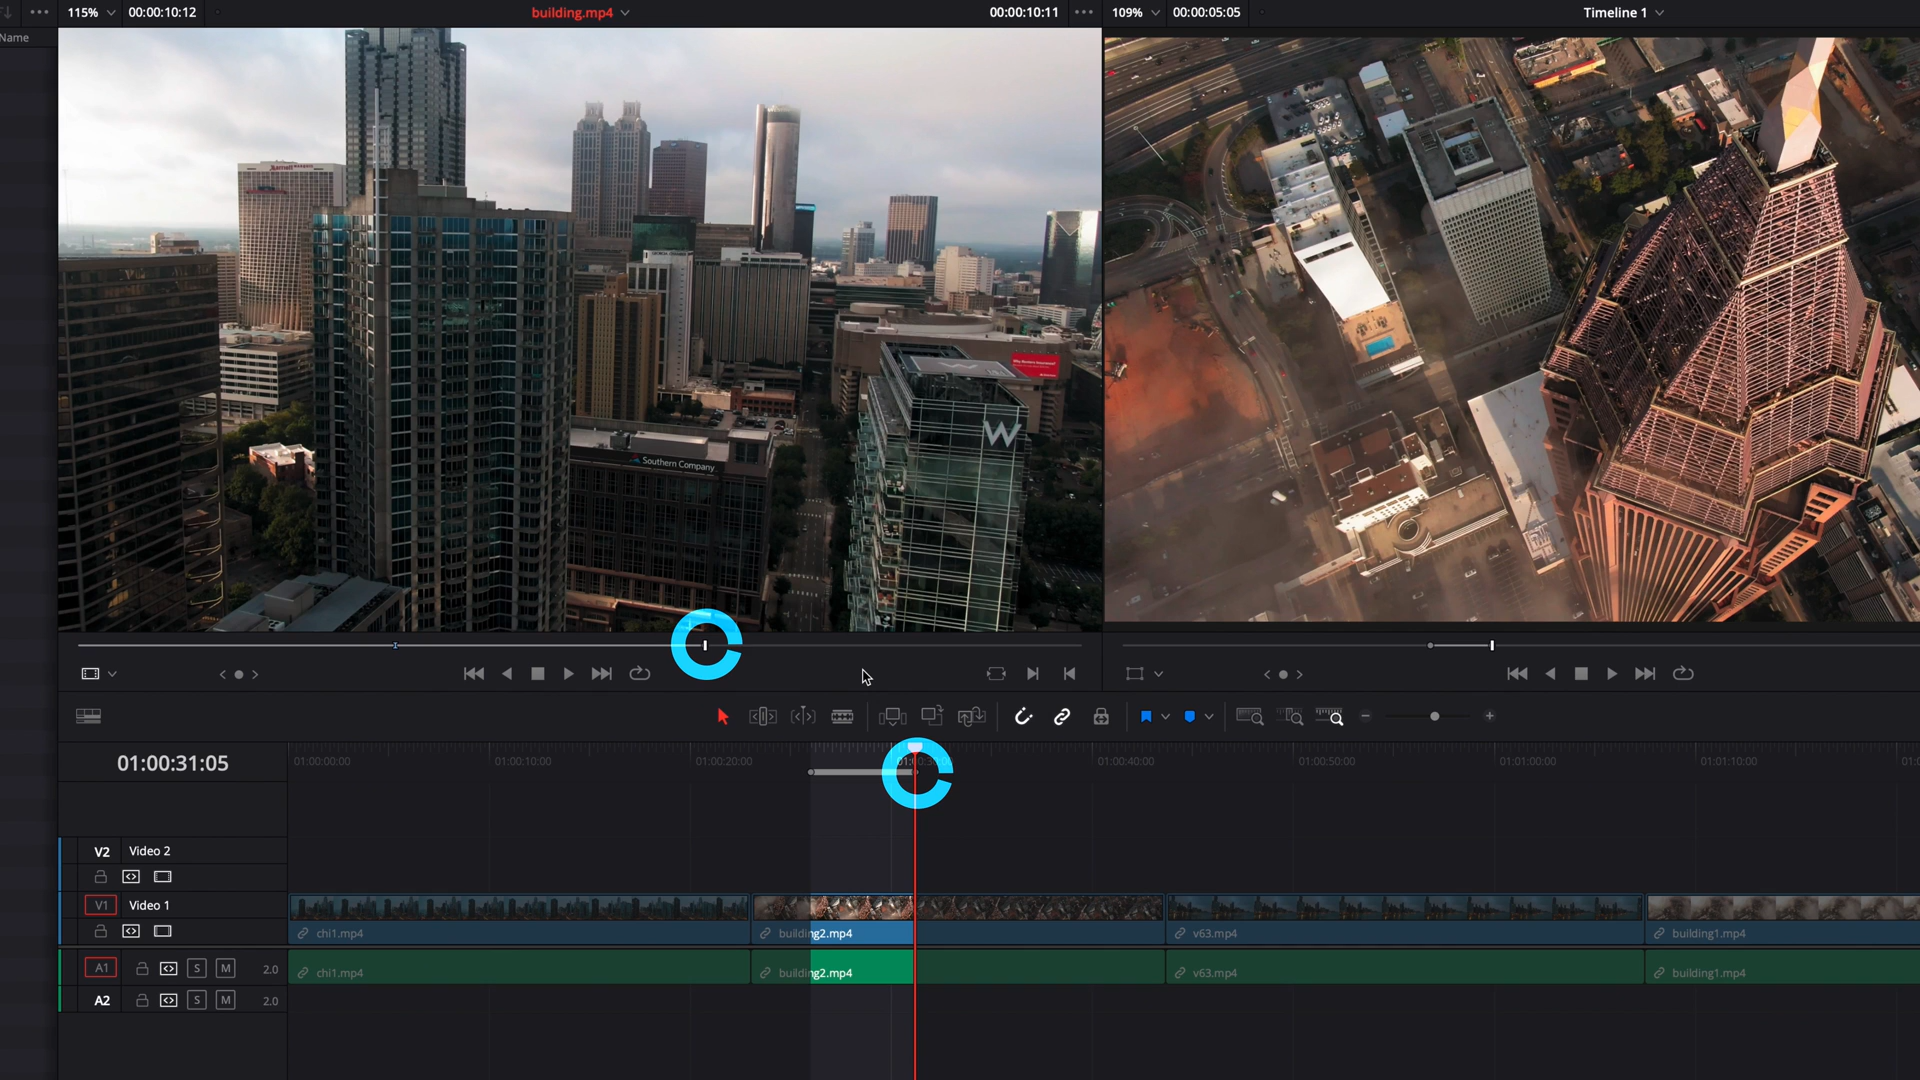 115% 00:00:10:12 building.mp4 00:00:10:11 109% 00:00:05:05 Timeline 1
Name
Marriott
W
Southern Company
01:00:31:05
01:00:00:00 01:00:10:00 01:00:20:00 01:00:40:00 01:00:50:00 01:01:00:00 01:01:10:00
V2 Video 2
V1 Video 1
chi1.mp4 building2.mp4 v63.mp4 building1.mp4
A1 S M 2.0 chi1.mp4 building2.mp4 v63.mp4 building1.mp4
A2 S M 2.0